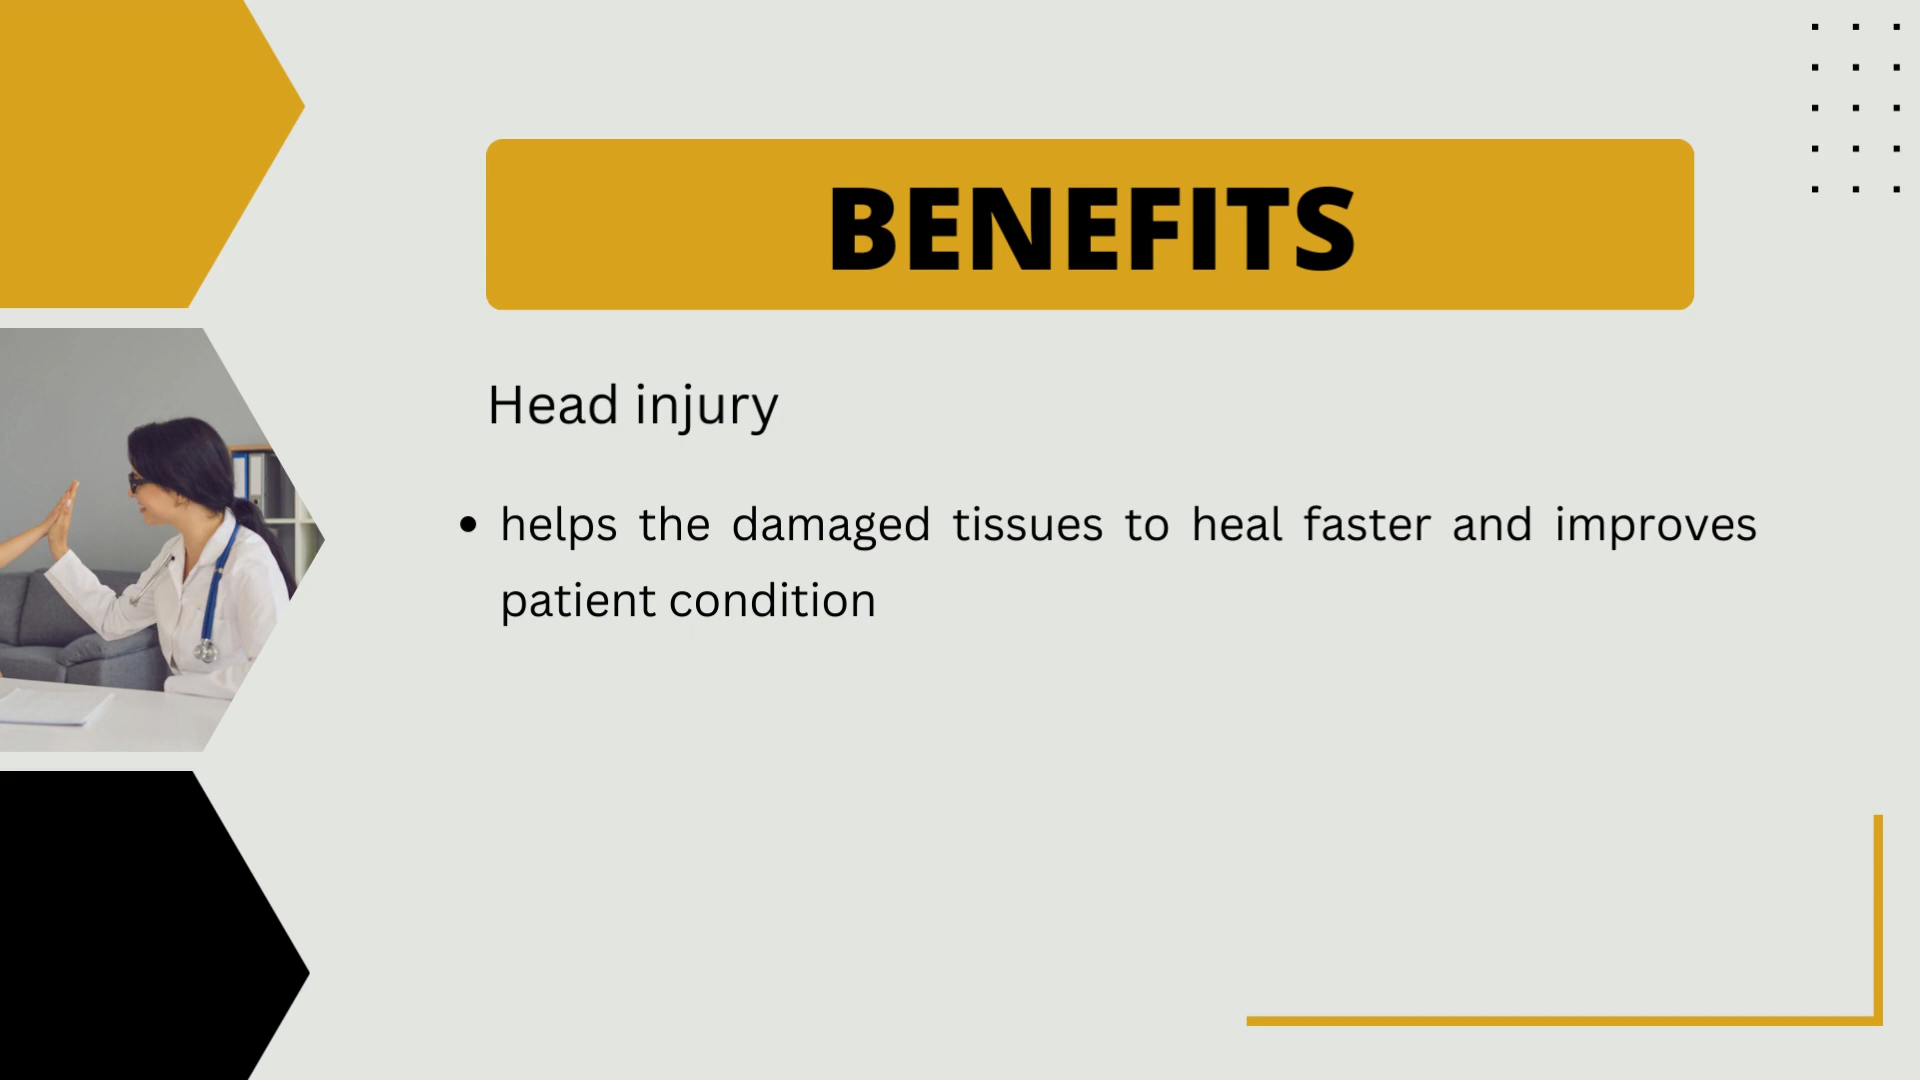 BENEFITS
Head injury
• helps the damaged tissues to heal faster and improves
patient condition